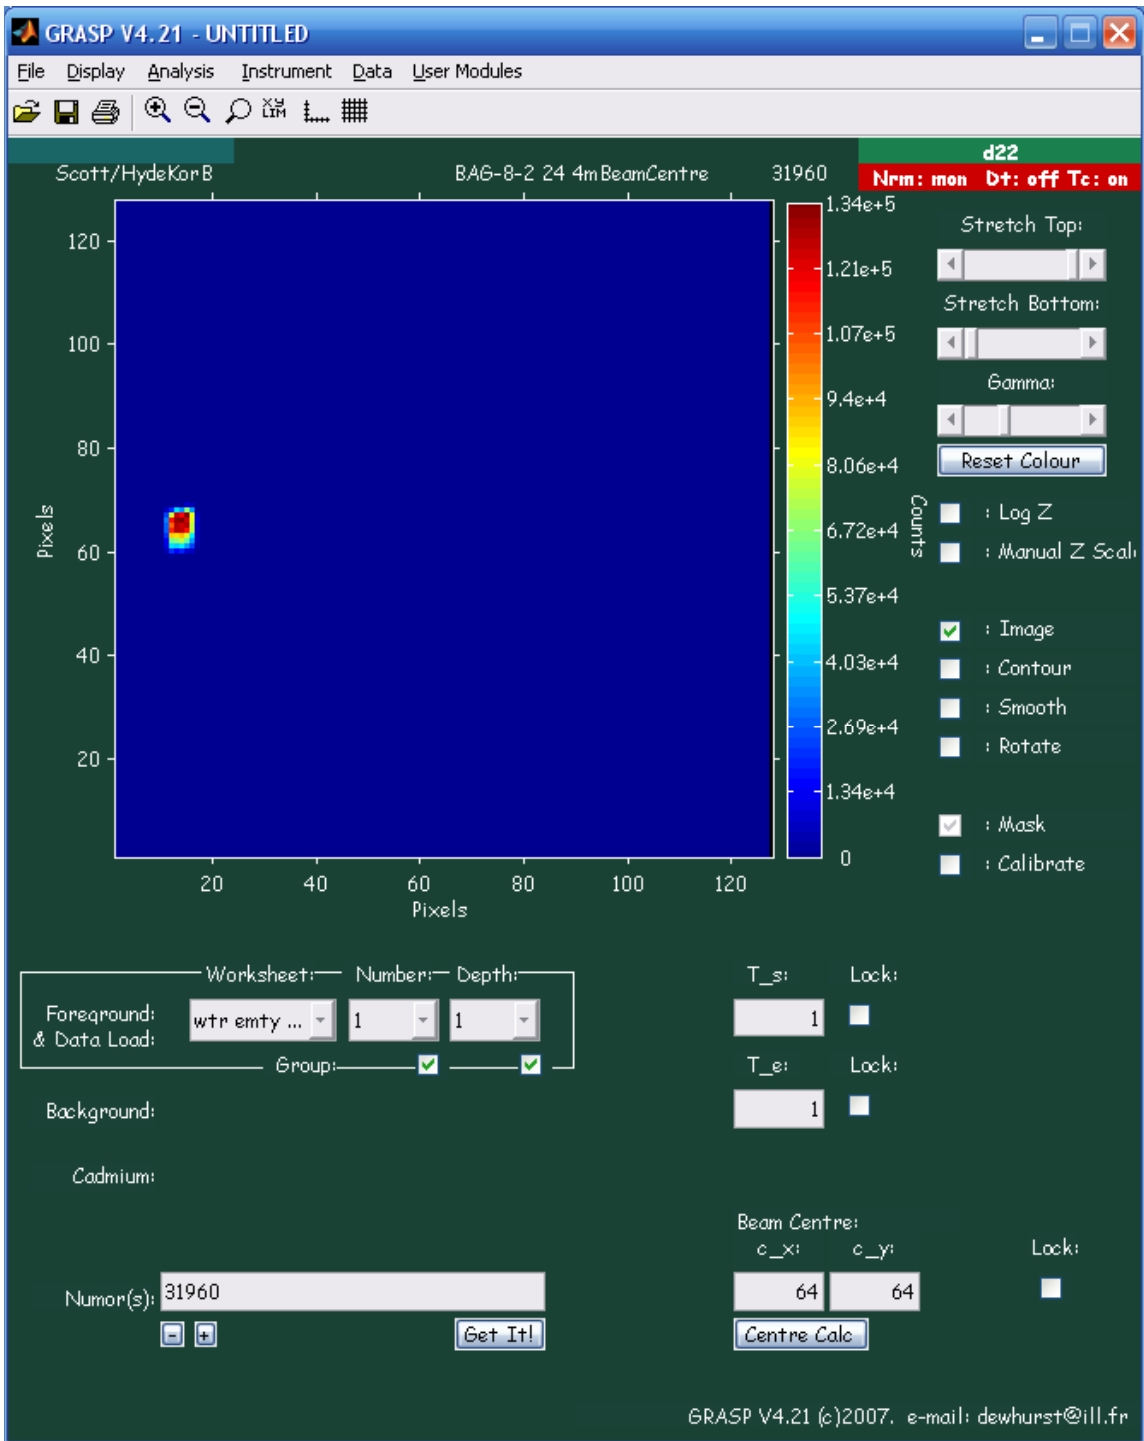 GRASP V4.21 - UNTITLED
File Display Analysis Instrument Data User Modules
XY LIM
d22
Scott/HydeKorB BAG-8-2 24 4mBeamCentre 31960
Nrm: mon Dt: off Tc: on
1.34e+5
1.21e+5
1.07e+5
9.4e+4
8.06e+4
6.72e+4
5.37e+4
4.03e+4
2.69e+4
1.34e+4
0
Counts
120
100
80
60
40
20
Pixels
20 40 60 80 100 120
Pixels
Stretch Top:
Stretch Bottom:
Gamma:
Reset Colour
: Log Z
: Manual Z Scal
: Image
: Contour
: Smooth
: Rotate
: Mask
: Calibrate
Worksheet: Number: Depth:
Foreground:
& Data Load:
wtr emty ... 1 1
Group:
T_s: Lock:
1
T_e: Lock:
1
Background:
Cadmium:
Beam Centre:
c_x: c_y: Lock:
64 64
Numor(s): 31960
- + Get It!
Centre Calc
GRASP V4.21 (c)2007. e-mail: dewhurst@ill.fr